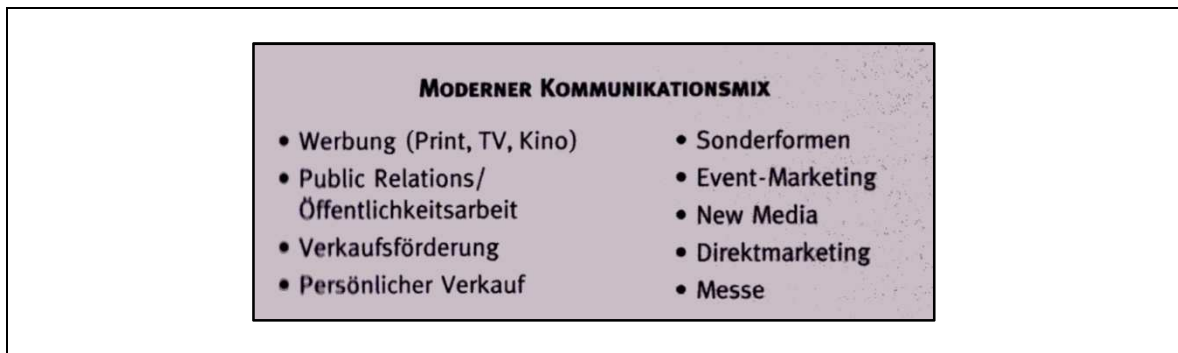 MODERNER KOMMUNIKATIONSMIX
• Werbung (Print, TV, Kino)
• Public Relations/
Öffentlichkeitsarbeit
• Verkaufsförderung
• Persönlicher Verkauf
• Sonderformen
• Event-Marketing
• New Media
• Direktmarketing
• Messe